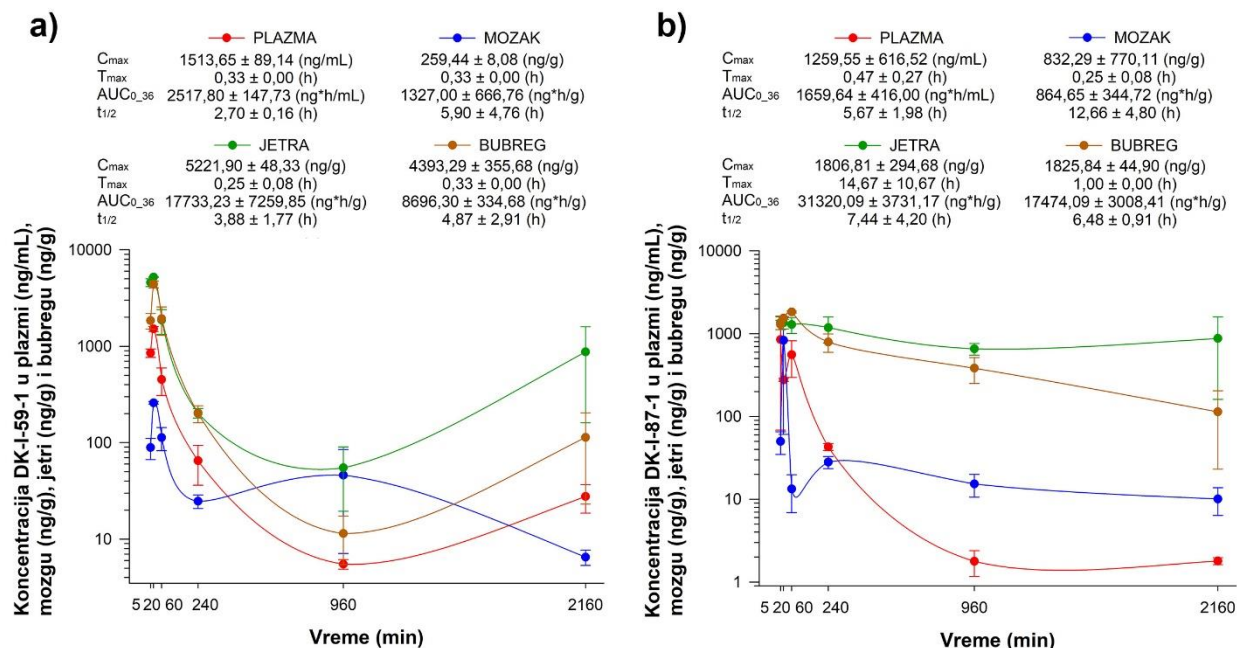 a)
PLAZMA MOZAK
Cmax 1513,65 ± 89,14 (ng/mL) 259,44 ± 8,08 (ng/g)
Tmax 0,33 ± 0,00 (h) 0,33 ± 0,00 (h)
AUC0_36 2517,80 ± 147,73 (ng*h/mL) 1327,00 ± 666,76 (ng*h/g)
t1/2 2,70 ± 0,16 (h) 5,90 ± 4,76 (h)
JETRA BUBREG
Cmax 5221,90 ± 48,33 (ng/g) 4393,29 ± 355,68 (ng/g)
Tmax 0,25 ± 0,08 (h) 0,33 ± 0,00 (h)
AUC0_36 17733,23 ± 7259,85 (ng*h/g) 8696,30 ± 334,68 (ng*h/g)
t1/2 3,88 ± 1,77 (h) 4,87 ± 2,91 (h)
Koncentracija DK-I-59-1 u plazmi (ng/mL),
mozgu (ng/g), jetri (ng/g) i bubregu (ng/g)
10000
1000
100
10
5 20 60 240 960 2160
Vreme (min)
b)
PLAZMA MOZAK
Cmax 1259,55 ± 616,52 (ng/mL) 832,29 ± 770,11 (ng/g)
Tmax 0,47 ± 0,27 (h) 0,25 ± 0,08 (h)
AUC0_36 1659,64 ± 416,00 (ng*h/mL) 864,65 ± 344,72 (ng*h/g)
t1/2 5,67 ± 1,98 (h) 12,66 ± 4,80 (h)
JETRA BUBREG
Cmax 1806,81 ± 294,68 (ng/g) 1825,84 ± 44,90 (ng/g)
Tmax 14,67 ± 10,67 (h) 1,00 ± 0,00 (h)
AUC0_36 31320,09 ± 3731,17 (ng*h/g) 17474,09 ± 3008,41 (ng*h/g)
t1/2 7,44 ± 4,20 (h) 6,48 ± 0,91 (h)
Koncentracija DK-I-87-1 u plazmi (ng/mL),
mozgu (ng/g), jetri (ng/g) i bubregu (ng/g)
10000
1000
100
10
1
5 20 60 240 960 2160
Vreme (min)